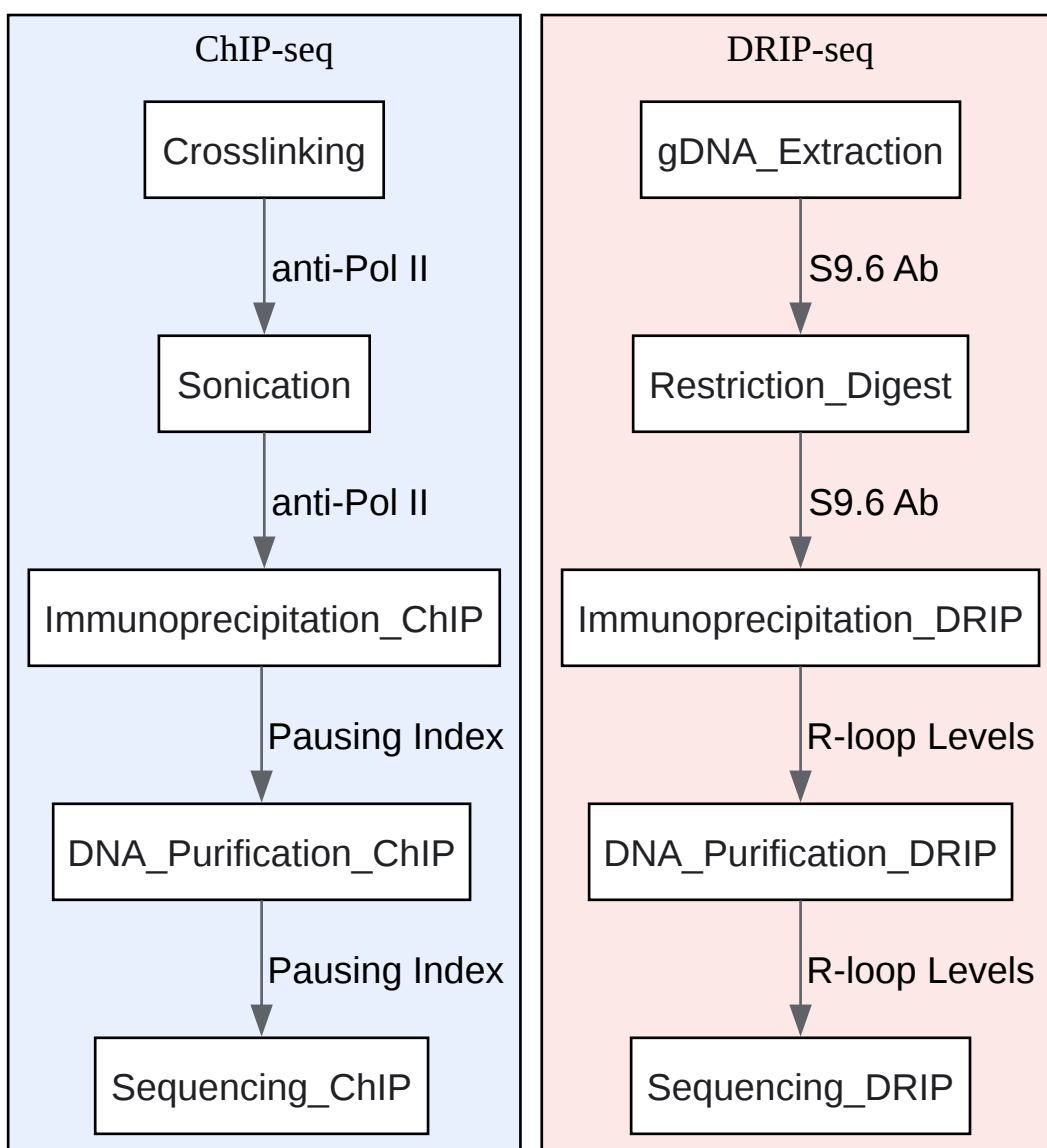 ChIP-seq
Crosslinking
anti-Pol II
Sonication
anti-Pol II
Immunoprecipitation_ChIP
Pausing Index
DNA_Purification_ChIP
Pausing Index
Sequencing_ChIP
DRIP-seq
gDNA_Extraction
S9.6 Ab
Restriction_Digest
S9.6 Ab
Immunoprecipitation_DRIP
R-loop Levels
DNA_Purification_DRIP
R-loop Levels
Sequencing_DRIP